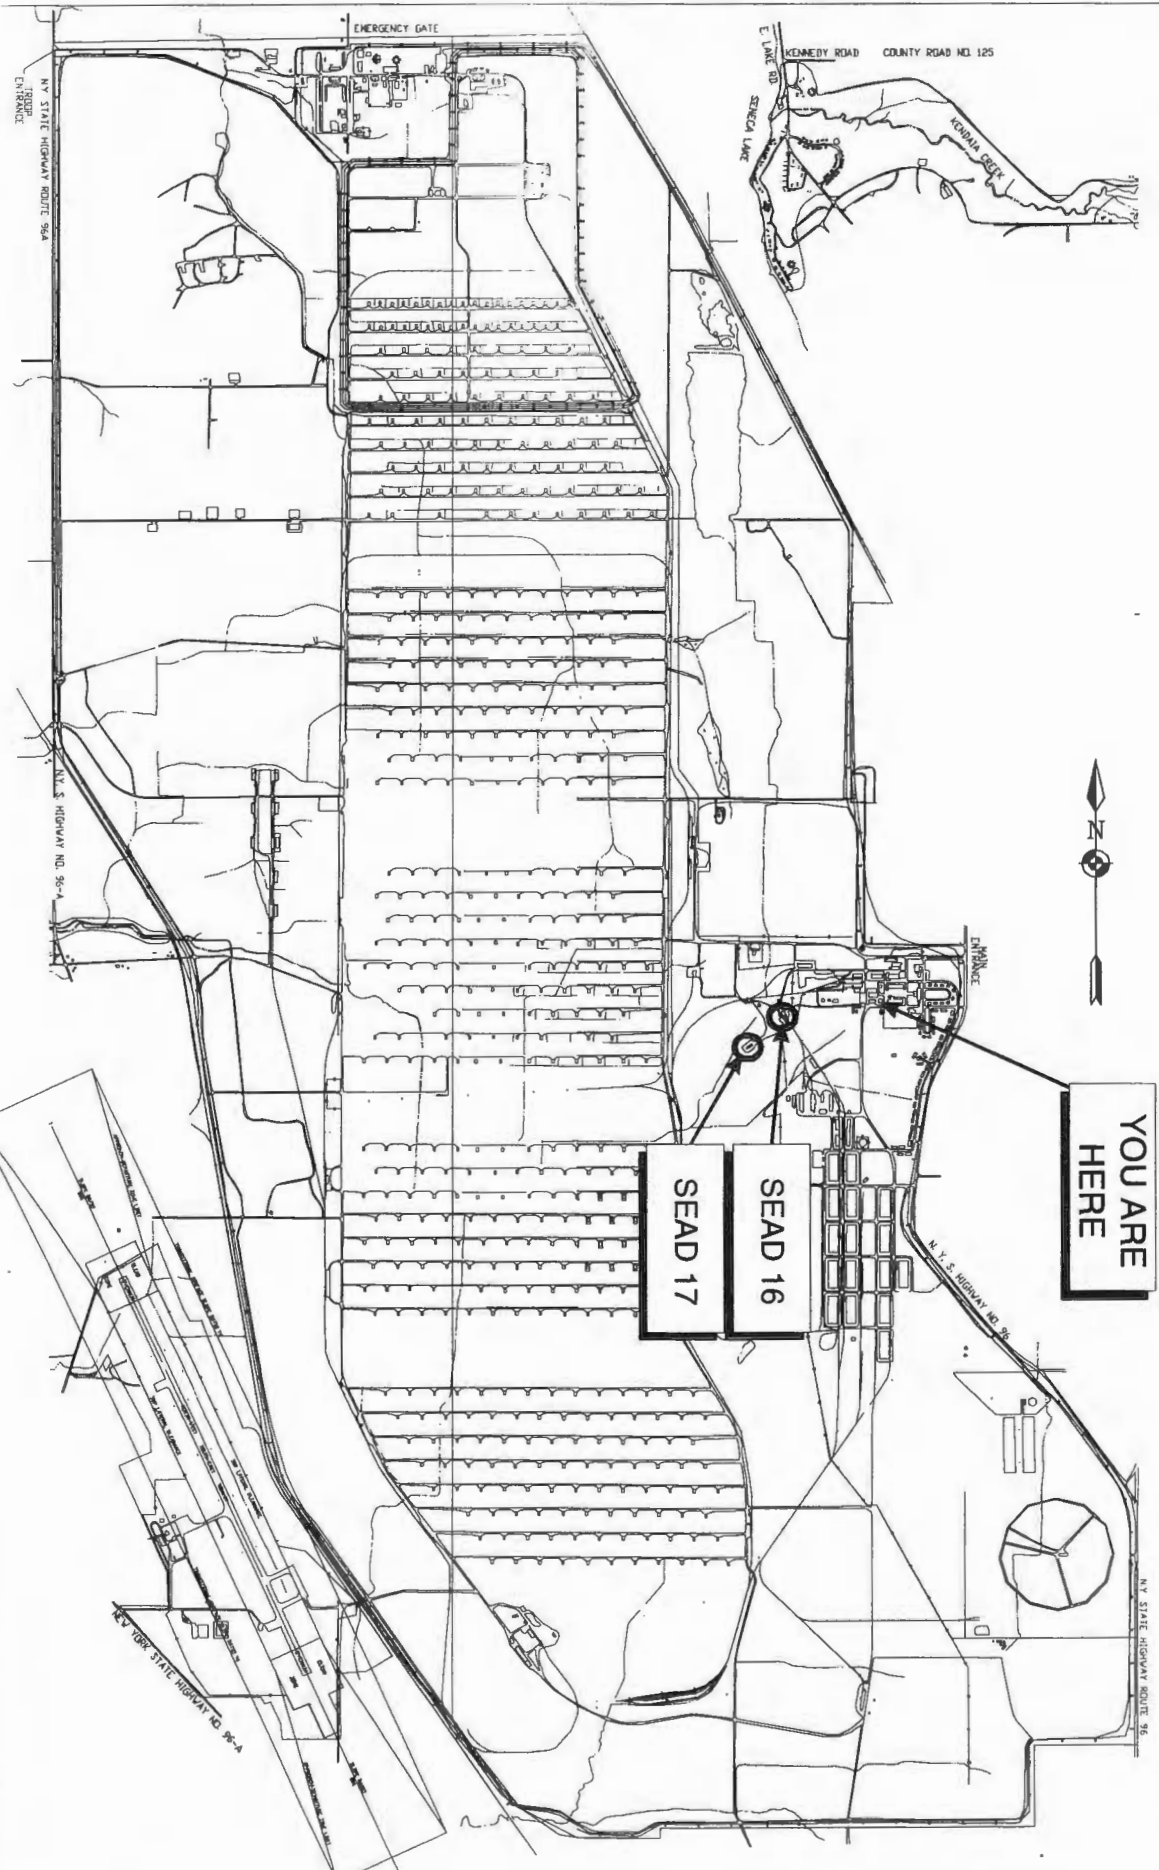 EMERGENCY GATE
KENNEDY ROAD COUNTY ROAD NO. 125
E. LAKE RD.
SENECA LAKE
KENDAIA CREEK
TROOP
ENTRANCE
NY STATE HIGHWAY ROUTE 96A
N
MAIN
ENTRANCE
YOU ARE
HERE
SEAD 16
SEAD 17
N.Y.S. HIGHWAY NO. 96-A
N. Y. S. HIGHWAY NO. 96
NY STATE HIGHWAY ROUTE 96
NEW YORK STATE HIGHWAY NO. 96-A